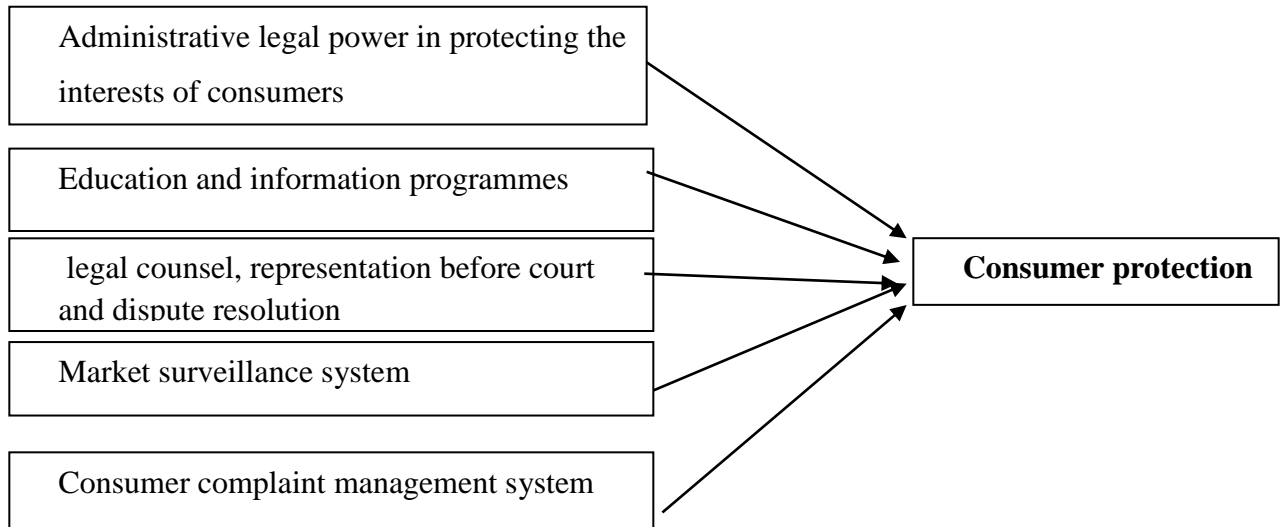 Administrative legal power in protecting the
interests of consumers
Education and information programmes
legal counsel, representation before court
and dispute resolution
Consumer protection
Market surveillance system
Consumer complaint management system